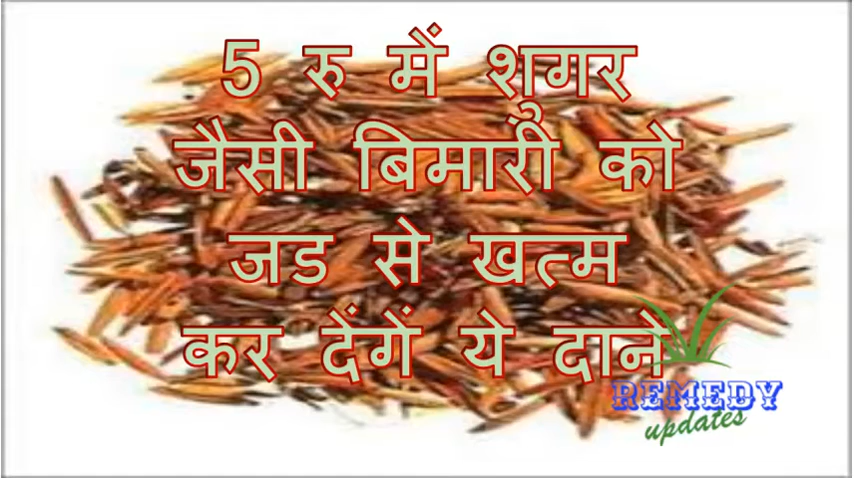 5 रु में शुगर
जैसी बिमारी को
जड से खत्म
कर देंगें ये दाने
REMEDY
updates